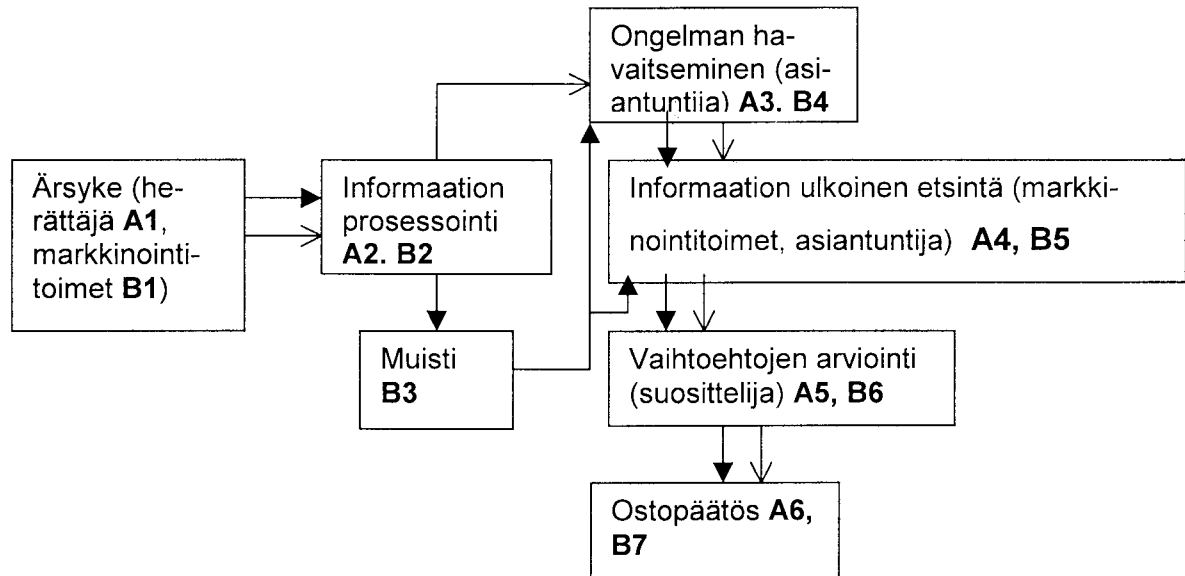 Ongelman ha-
vaitseminen (asi-
antuntija) A3. B4
Ärsyke (he-
rättäjä A1,
markkinointi-
toimet B1)
Informaation
prosessointi
A2. B2
Informaation ulkoinen etsintä (markki-
nointitoimet, asiantuntija) A4, B5
Muisti
B3
Vaihtoehtojen arviointi
(suosittelija) A5, B6
Ostopäätös A6,
B7